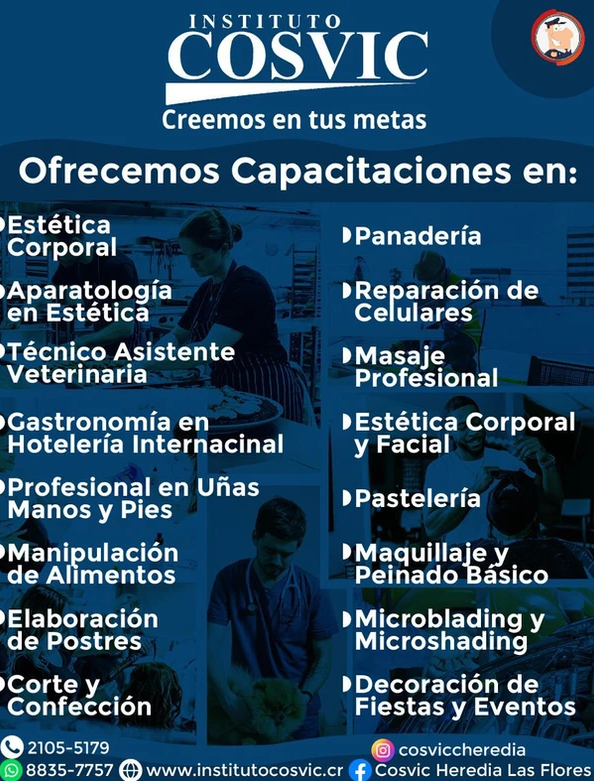 INSTITUTO
COSVIC
Creemos en tus metas
Ofrecemos Capacitaciones en:
Estética
Corporal
Aparatología
en Estética
Técnico Asistente
Veterinaria
Gastronomía en
Hotelería Internacinal
Profesional en Uñas
Manos y Pies
Manipulación
de Alimentos
Elaboración
de Postres
Corte y
Confección
Panadería
Reparación de
Celulares
Masaje
Profesional
Estética Corporal
y Facial
Pastelería
Maquillaje y
Peinado Básico
Microblading y
Microshading
Decoración de
Fiestas y Eventos
2105-5179
cosviccheredia
8835-7757 www.institutocosvic.cr Cosvic Heredia Las Flores